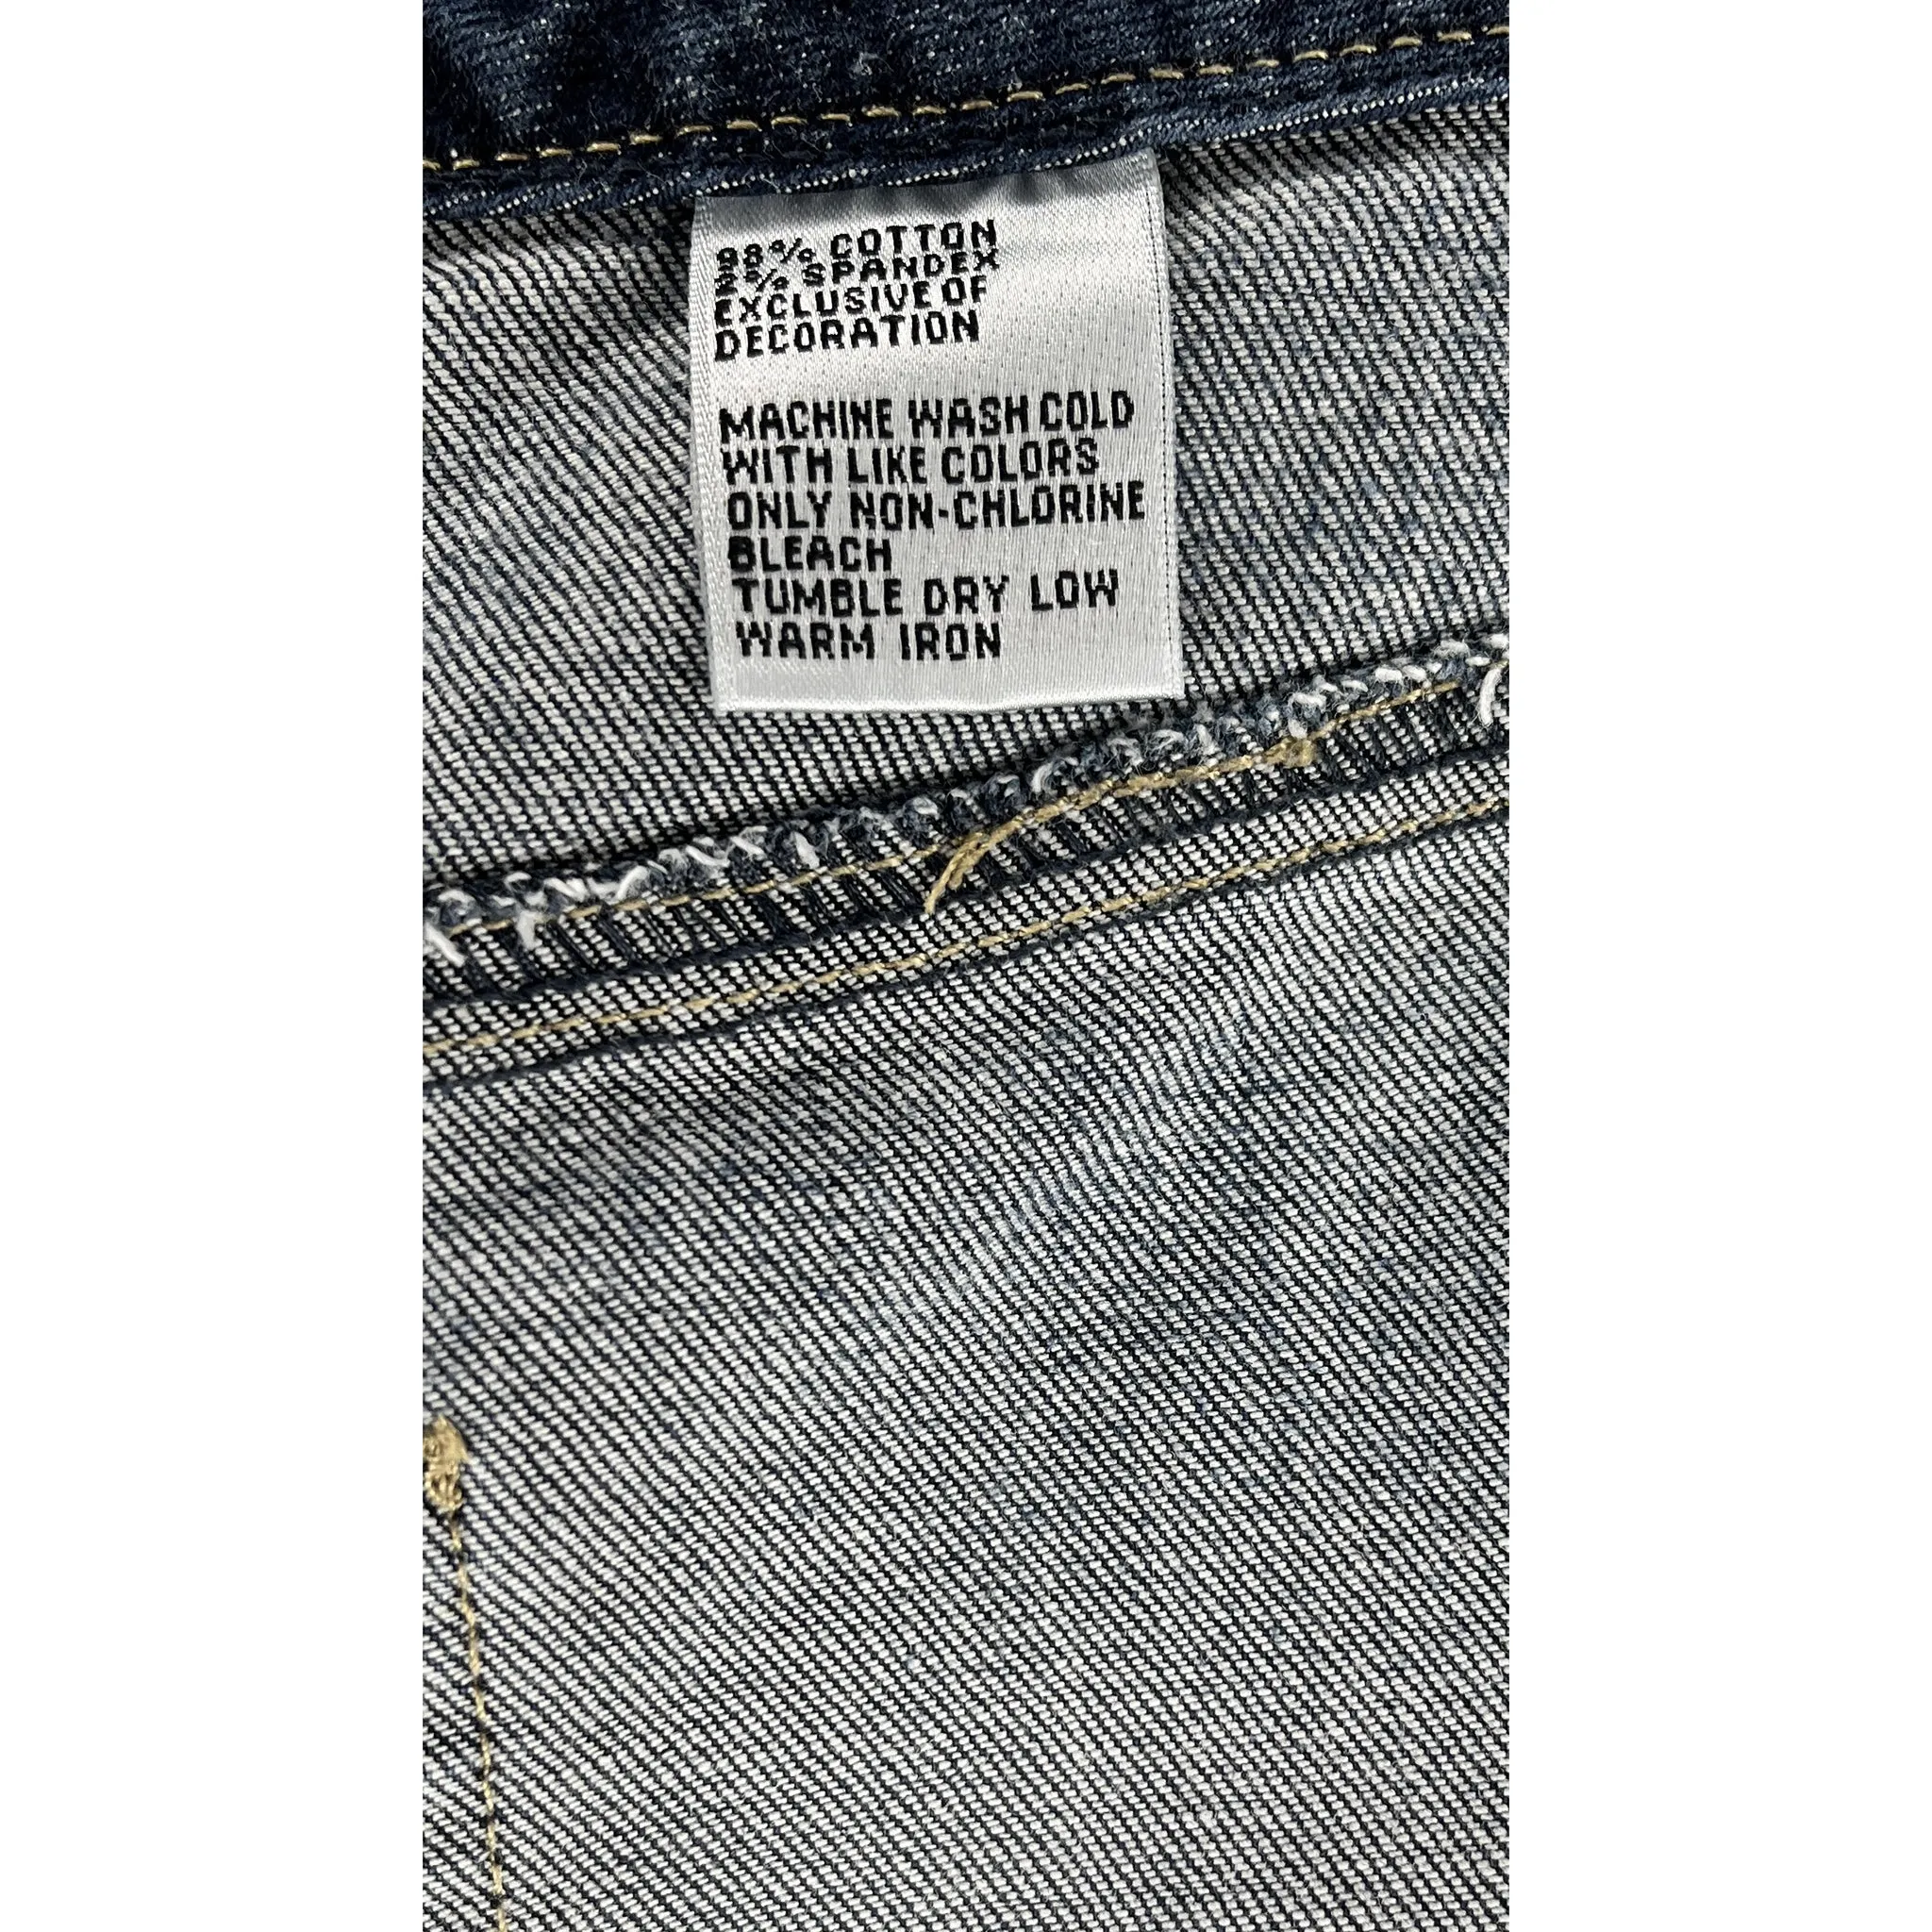 98% COTTON
2% SPANDEX
EXCLUSIVE OF
DECORATION
MACHINE WASH COLD
WITH LIKE COLORS
ONLY NON-CHLORINE
BLEACH
TUMBLE DRY LOW
WARM IRON